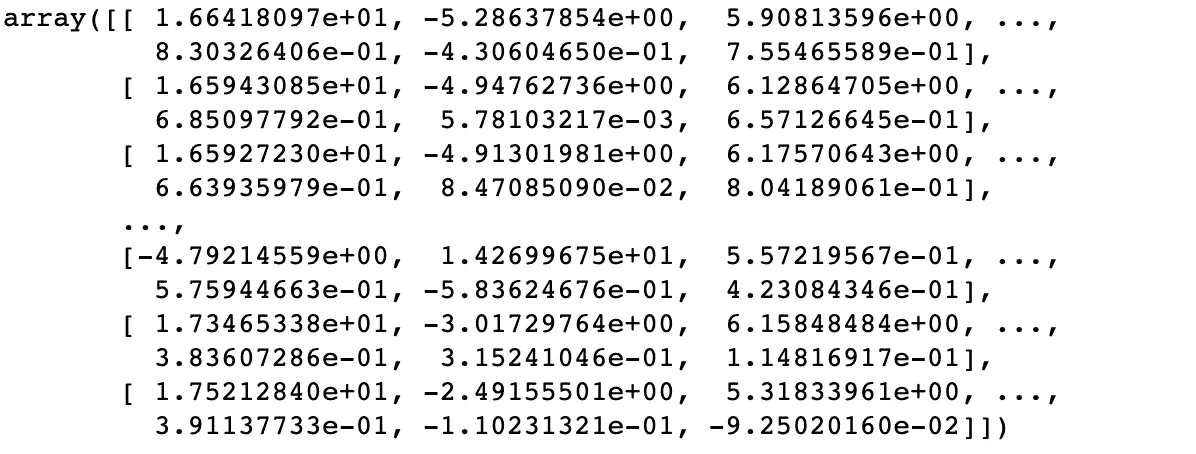 array([[ 1.66418097e+01, -5.28637854e+00,  5.90813596e+00, ...,
         8.30326406e-01, -4.30604650e-01,  7.55465589e-01],
       [ 1.65943085e+01, -4.94762736e+00,  6.12864705e+00, ...,
         6.85097792e-01,  5.78103217e-03,  6.57126645e-01],
       [ 1.65927230e+01, -4.91301981e+00,  6.17570643e+00, ...,
         6.63935979e-01,  8.47085090e-02,  8.04189061e-01],
       ...,
       [-4.79214559e+00,  1.42699675e+01,  5.57219567e-01, ...,
         5.75944663e-01, -5.83624676e-01,  4.23084346e-01],
       [ 1.73465338e+01, -3.01729764e+00,  6.15848484e+00, ...,
         3.83607286e-01,  3.15241046e-01,  1.14816917e-01],
       [ 1.75212840e+01, -2.49155501e+00,  5.31833961e+00, ...,
         3.91137733e-01, -1.10231321e-01, -9.25020160e-02]])